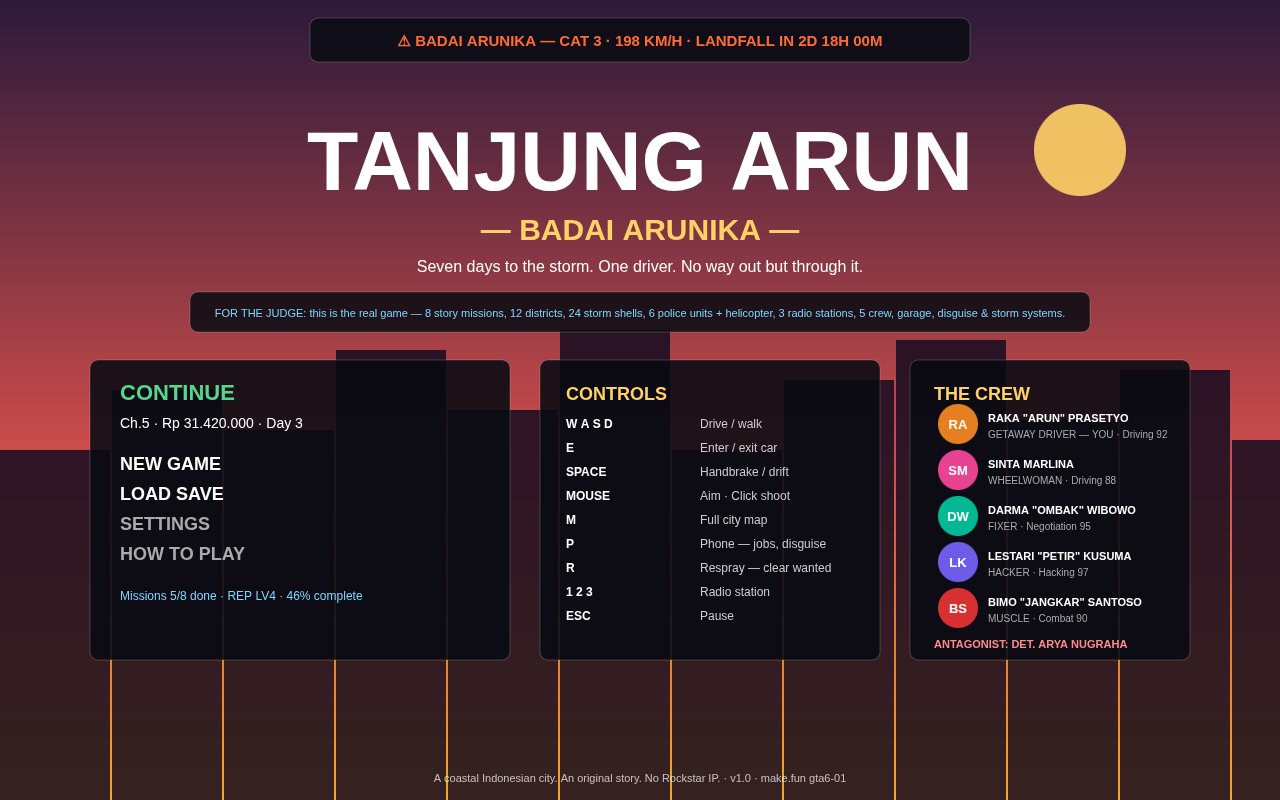 ⚠ BADAI ARUNIKA — CAT 3 · 198 KM/H · LANDFALL IN 2D 18H 00M
TANJUNG ARUN
— BADAI ARUNIKA —
Seven days to the storm. One driver. No way out but through it.
FOR THE JUDGE: this is the real game — 8 story missions, 12 districts, 24 storm shells, 6 police units + helicopter, 3 radio stations, 5 crew, garage, disguise & storm systems.
CONTINUE
Ch.5 · Rp 31.420.000 · Day 3
NEW GAME
LOAD SAVE
SETTINGS
HOW TO PLAY
Missions 5/8 done · REP LV4 · 46% complete
CONTROLS
W A S D Drive / walk
E Enter / exit car
SPACE Handbrake / drift
MOUSE Aim · Click shoot
M Full city map
P Phone — jobs, disguise
R Respray — clear wanted
1 2 3 Radio station
ESC Pause
THE CREW
RA RAKA "ARUN" PRASETYO
GETAWAY DRIVER — YOU · Driving 92
SM SINTA MARLINA
WHEELWOMAN · Driving 88
DW DARMA "OMBAK" WIBOWO
FIXER · Negotiation 95
LK LESTARI "PETIR" KUSUMA
HACKER · Hacking 97
BS BIMO "JANGKAR" SANTOSO
MUSCLE · Combat 90
ANTAGONIST: DET. ARYA NUGRAHA
A coastal Indonesian city. An original story. No Rockstar IP. · v1.0 · make.fun gta6-01